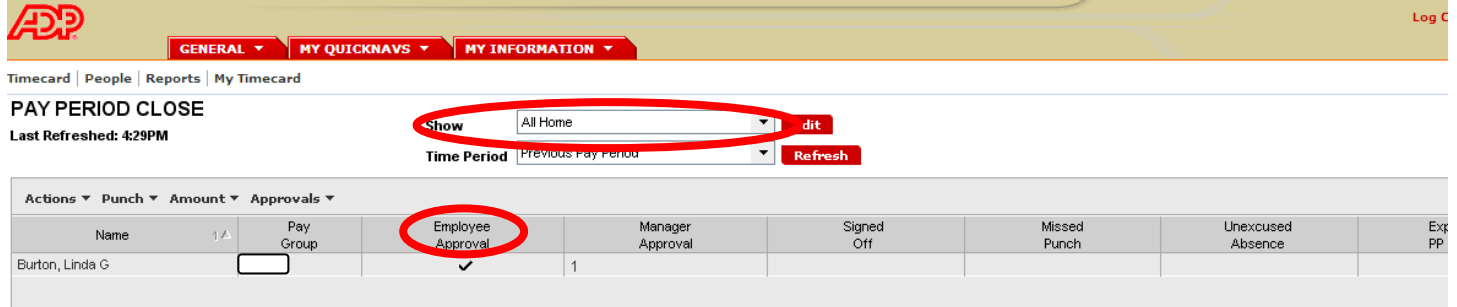 ADP
Log
GENERAL MY QUICKNAVS MY INFORMATION
Timecard | People | Reports | My Timecard
PAY PERIOD CLOSE
Last Refreshed: 4:29PM
Show All Home dit
Time Period Previous Pay Period Refresh
Actions Punch Amount Approvals
Name 1 Pay Group Employee Approval Manager Approval Signed Off Missed Punch Unexcused Absence Exp PP
Burton, Linda G ✓ 1